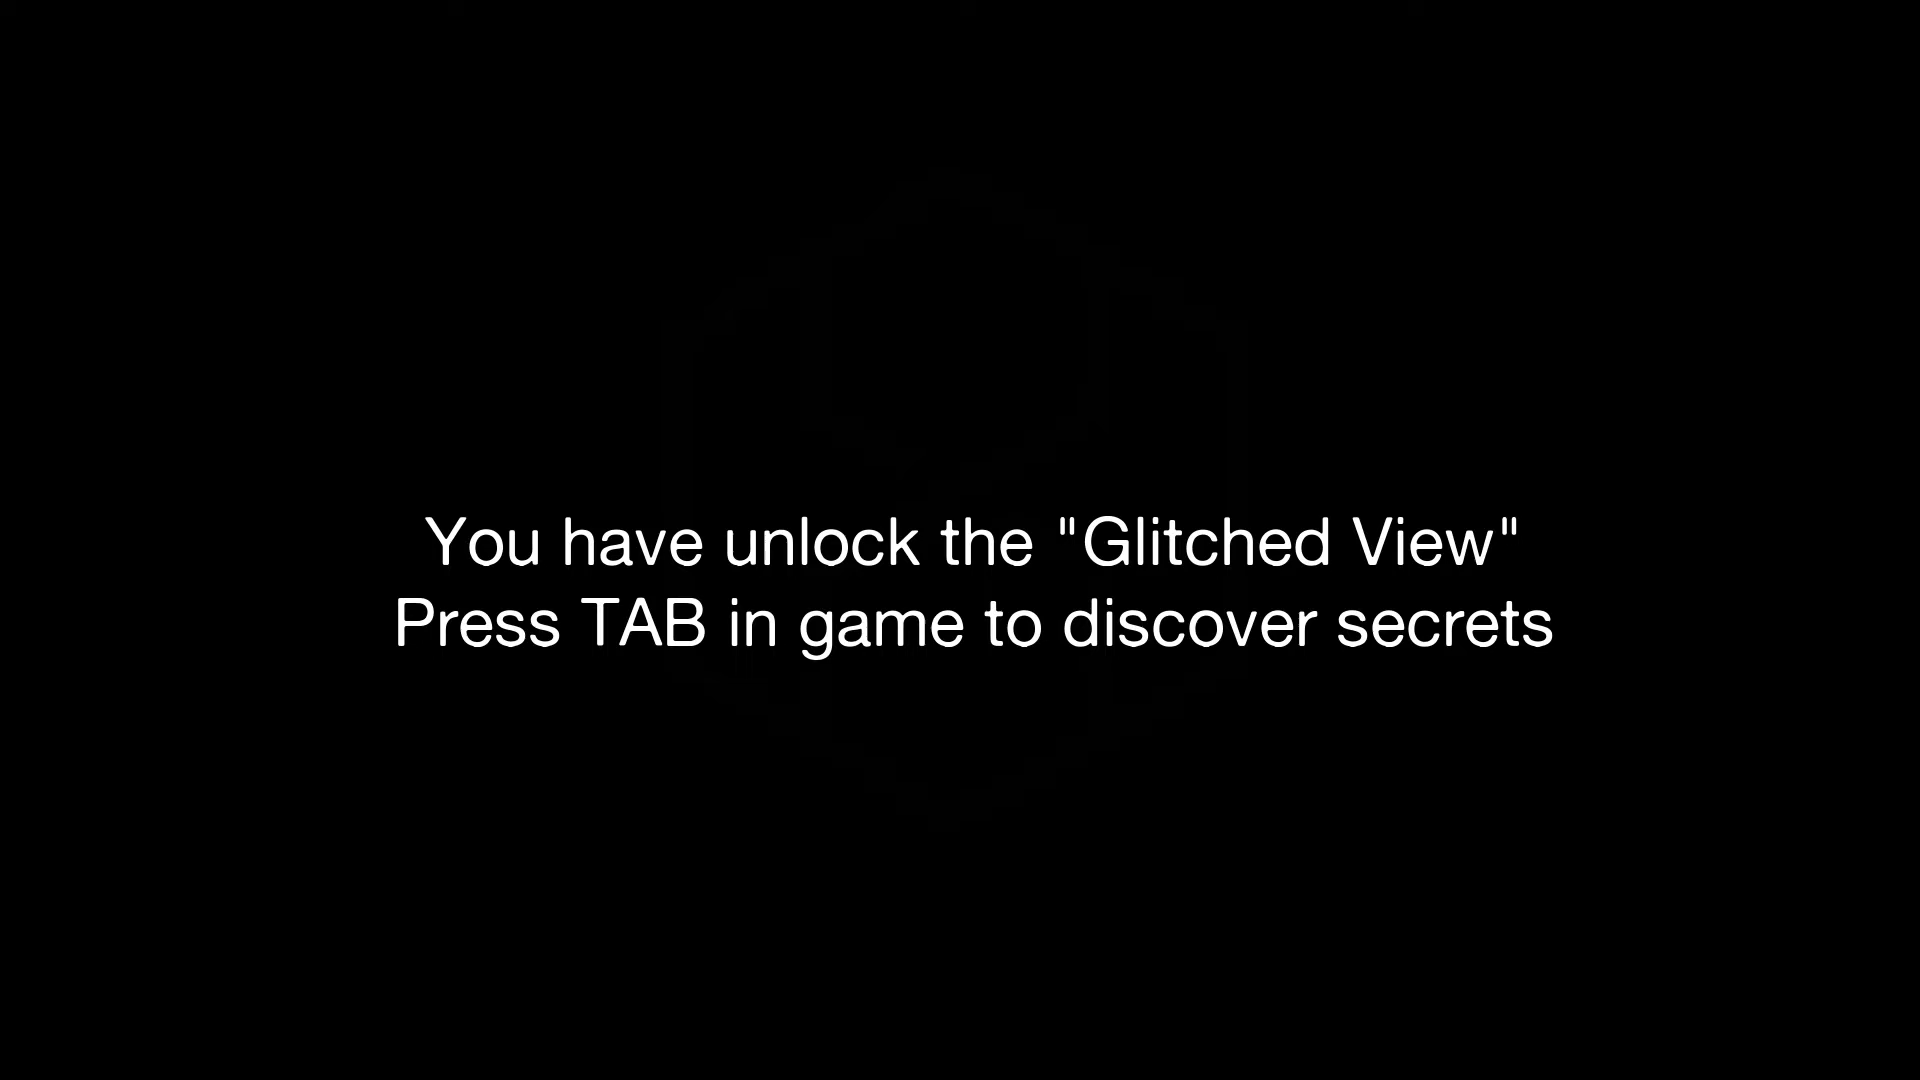 You have unlock the "Glitched View"
Press TAB in game to discover secrets